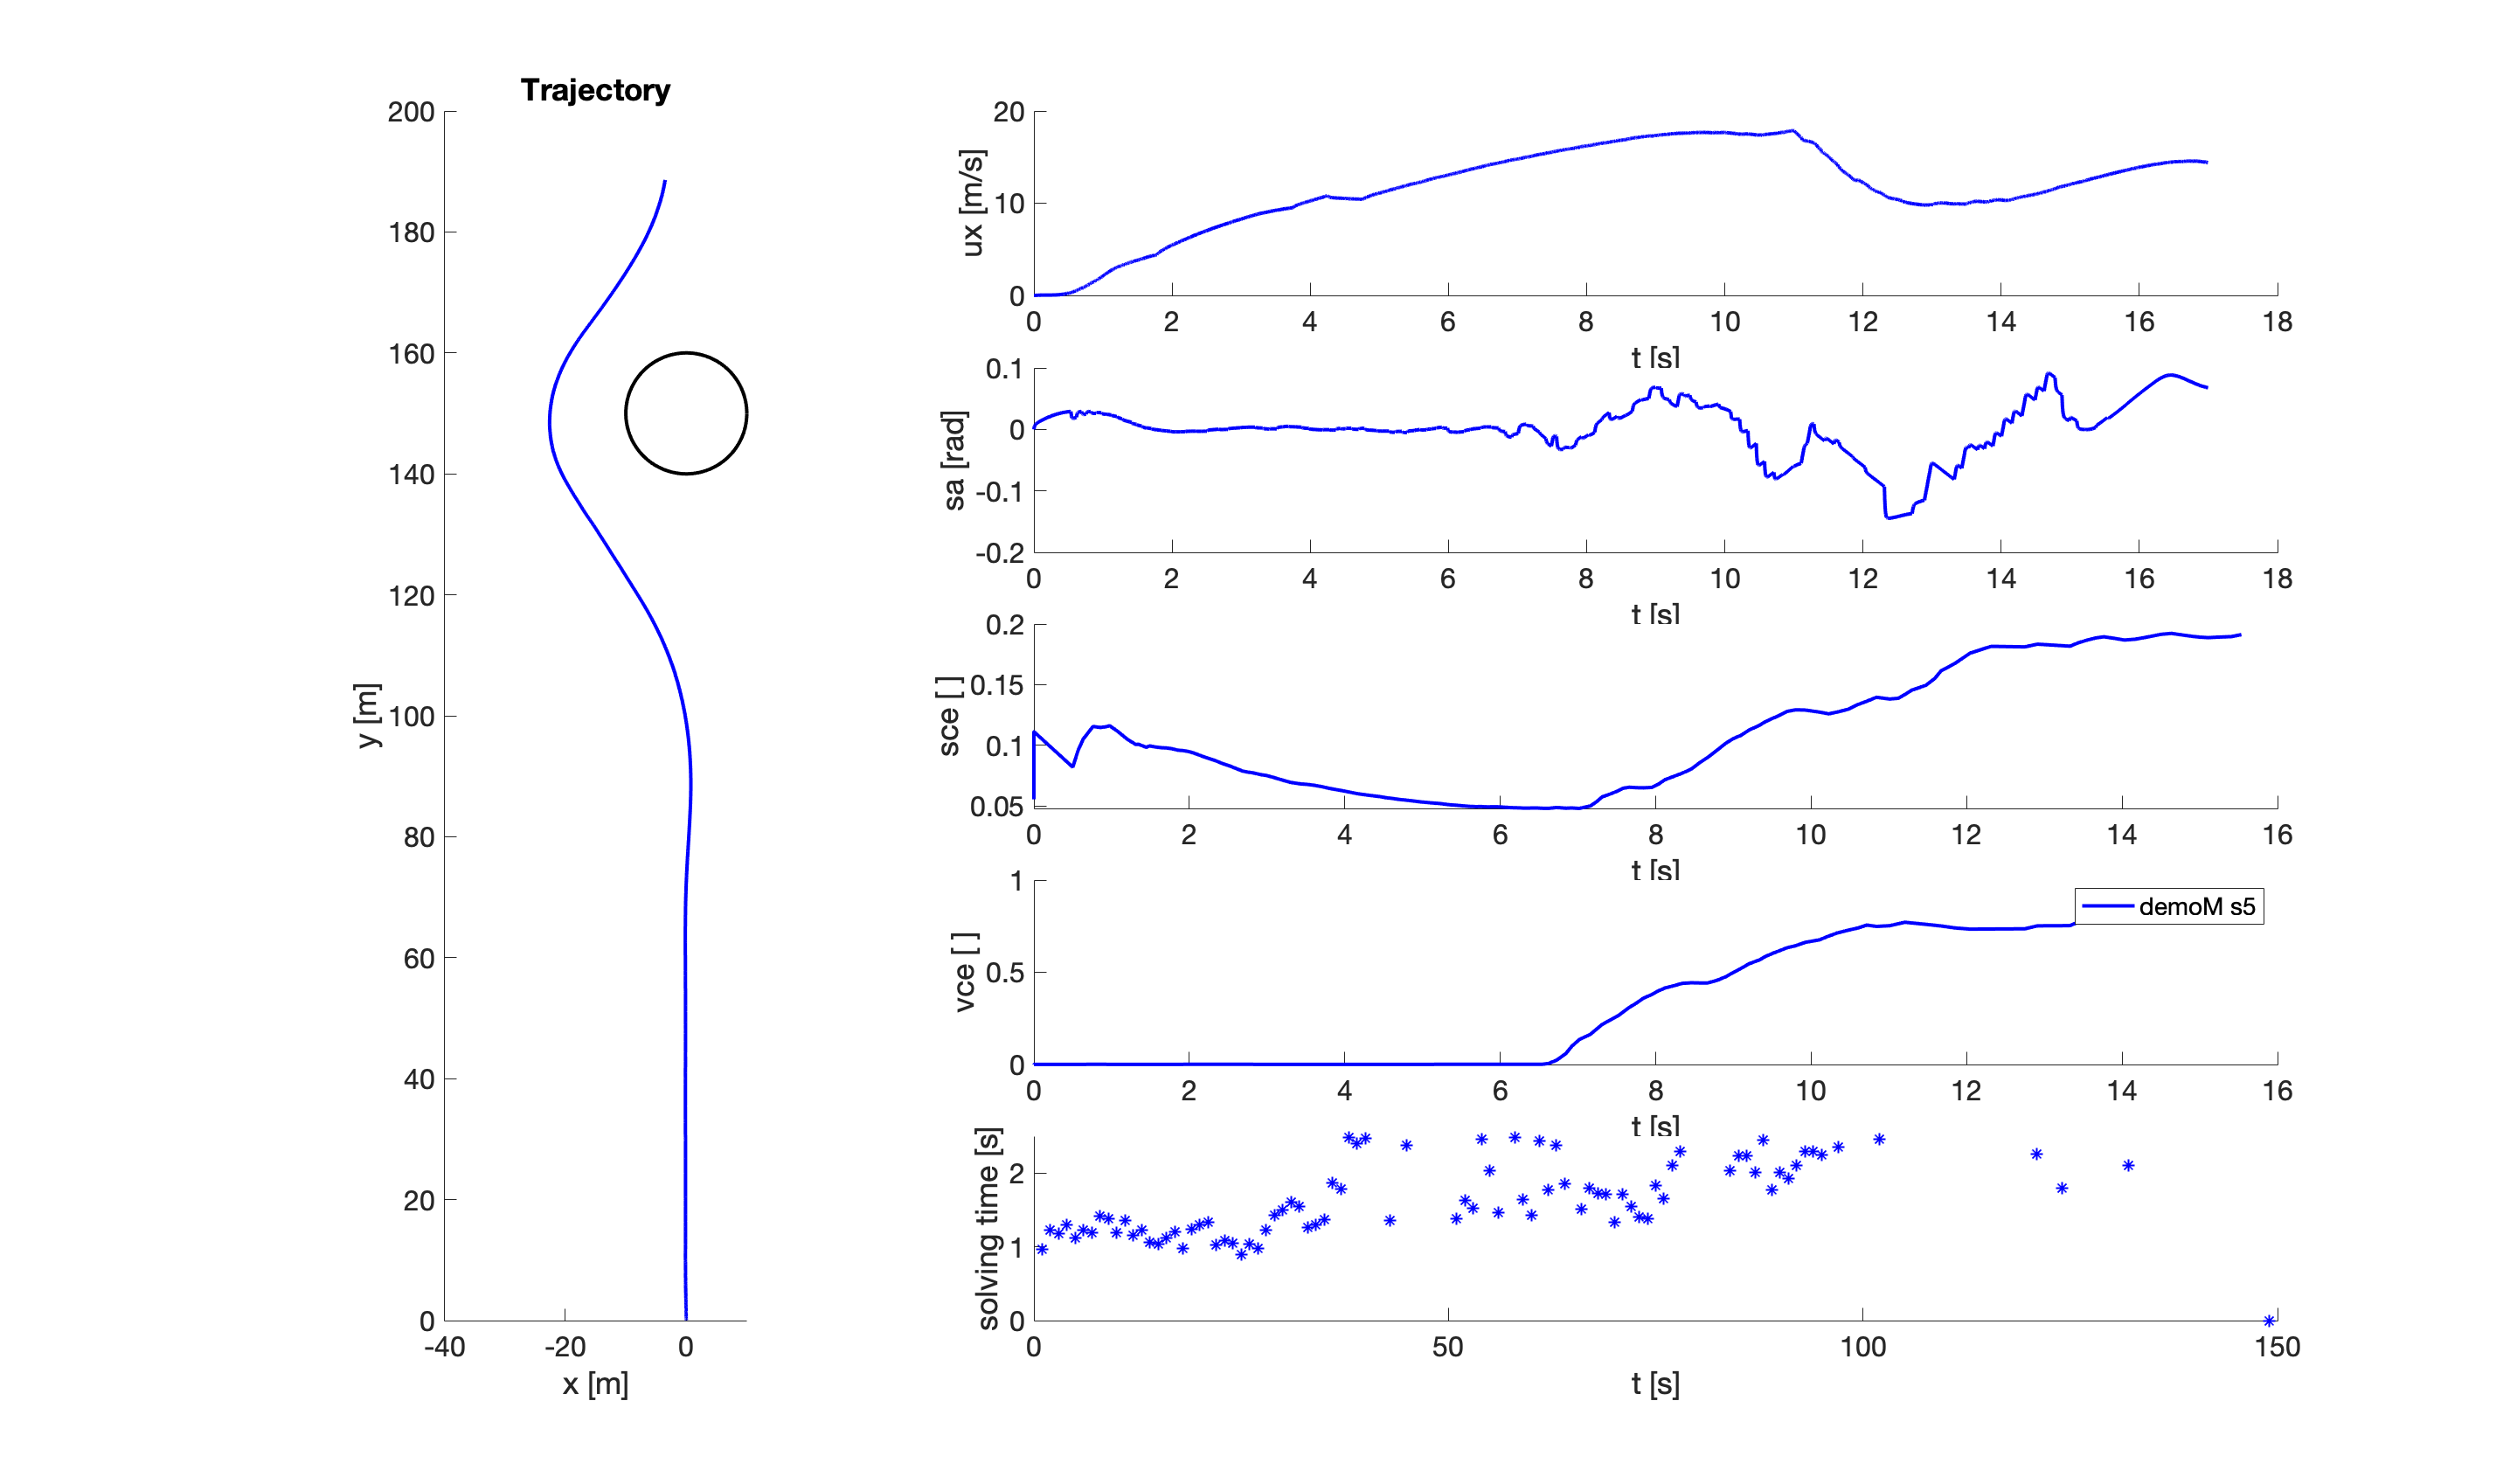 Trajectory
200
180
160
140
120
100
80
60
40
20
0
y [m]
-40 -20 0
x [m]
20
10
0
ux [m/s]
0 2 4 6 8 10 12 14 16 18
t [s]
0.1
0
-0.1
-0.2
sa [rad]
0 2 4 6 8 10 12 14 16 18
t [s]
0.2
0.15
0.1
0.05
sce [ ]
0 2 4 6 8 10 12 14 16
t [s]
1
0.5
0
vce [ ]
demoM s5
0 2 4 6 8 10 12 14 16
t [s]
2
1
0
solving time [s]
0 50 100 150
t [s]